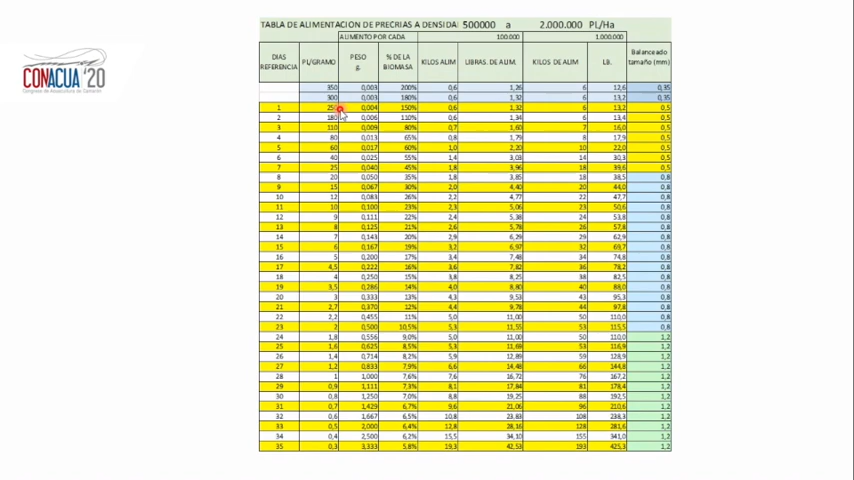 TABLA DE ALIMENTACION DE PRECRIAS A DENSIDA 500000 a 2.000.000 PL/Ha
ALIMENTO POR CADA 100.000 1.000.000
DIAS REFERENCIA PL/GRAMO PESO g. % DE LA BIOMASA KILOS ALIM LIBRAS. DE ALIM. KILOS DE ALIM LB. Balanceado tamaño (mm)
CONACUA '20
Congreso de Acuacultura de Camarón
350 0,003 200% 0,6 1,26 6 12,6 0,35
300 0,003 180% 0,6 1,32 6 13,2 0,35
1 250 0,004 150% 0,6 1,32 6 13,2 0,5
2 180 0,006 110% 0,6 1,34 6 13,4 0,5
3 110 0,009 80% 0,7 1,60 7 16,0 0,5
4 80 0,013 65% 0,8 1,79 8 17,9 0,5
5 60 0,017 60% 1,0 2,20 10 22,0 0,5
6 40 0,025 55% 1,4 3,03 14 30,3 0,5
7 25 0,040 45% 1,8 3,96 18 39,6 0,5
8 20 0,050 35% 1,8 3,85 18 38,5 0,8
9 15 0,067 30% 2,0 4,40 20 44,0 0,8
10 12 0,083 26% 2,2 4,77 22 47,7 0,8
11 10 0,100 23% 2,3 5,06 23 50,6 0,8
12 9 0,111 22% 2,4 5,38 24 53,8 0,8
13 8 0,125 21% 2,6 5,78 26 57,8 0,8
14 7 0,143 20% 2,9 6,29 29 62,9 0,8
15 6 0,167 19% 3,2 6,97 32 69,7 0,8
16 5 0,200 17% 3,4 7,48 34 74,8 0,8
17 4,5 0,222 16% 3,6 7,82 36 78,2 0,8
18 4 0,250 15% 3,8 8,25 38 82,5 0,8
19 3,5 0,286 14% 4,0 8,80 40 88,0 0,8
20 3 0,333 13% 4,3 9,53 43 95,3 0,8
21 2,7 0,370 12% 4,4 9,78 44 97,8 0,8
22 2,2 0,455 11% 5,0 11,00 50 110,0 0,8
23 2 0,500 10,5% 5,3 11,55 53 115,5 0,8
24 1,8 0,556 9,0% 5,0 11,00 50 110,0 1,2
25 1,6 0,625 8,5% 5,3 11,69 53 116,9 1,2
26 1,4 0,714 8,2% 5,9 12,89 59 128,9 1,2
27 1,2 0,833 7,9% 6,6 14,48 66 144,8 1,2
28 1 1,000 7,6% 7,6 16,72 76 167,2 1,2
29 0,9 1,111 7,3% 8,1 17,84 81 178,4 1,2
30 0,8 1,250 7,0% 8,8 19,25 88 192,5 1,2
31 0,7 1,429 6,7% 9,6 21,06 96 210,6 1,2
32 0,6 1,667 6,5% 10,8 23,83 108 238,3 1,2
33 0,5 2,000 6,4% 12,8 28,16 128 281,6 1,2
34 0,4 2,500 6,2% 15,5 34,10 155 341,0 1,2
35 0,3 3,333 5,8% 19,3 42,53 193 425,3 1,2